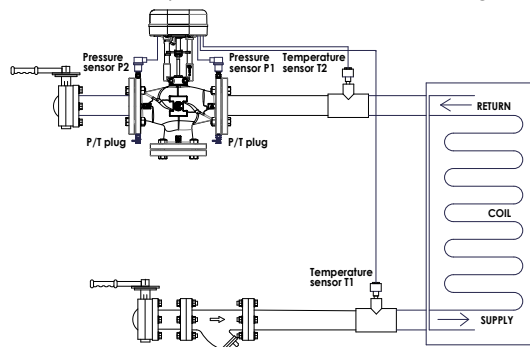 Pressure
sensor P2
Pressure
sensor P1
Temperature
sensor T2
P/T plug
P/T plug
RETURN
COIL
Temperature
sensor T1
SUPPLY